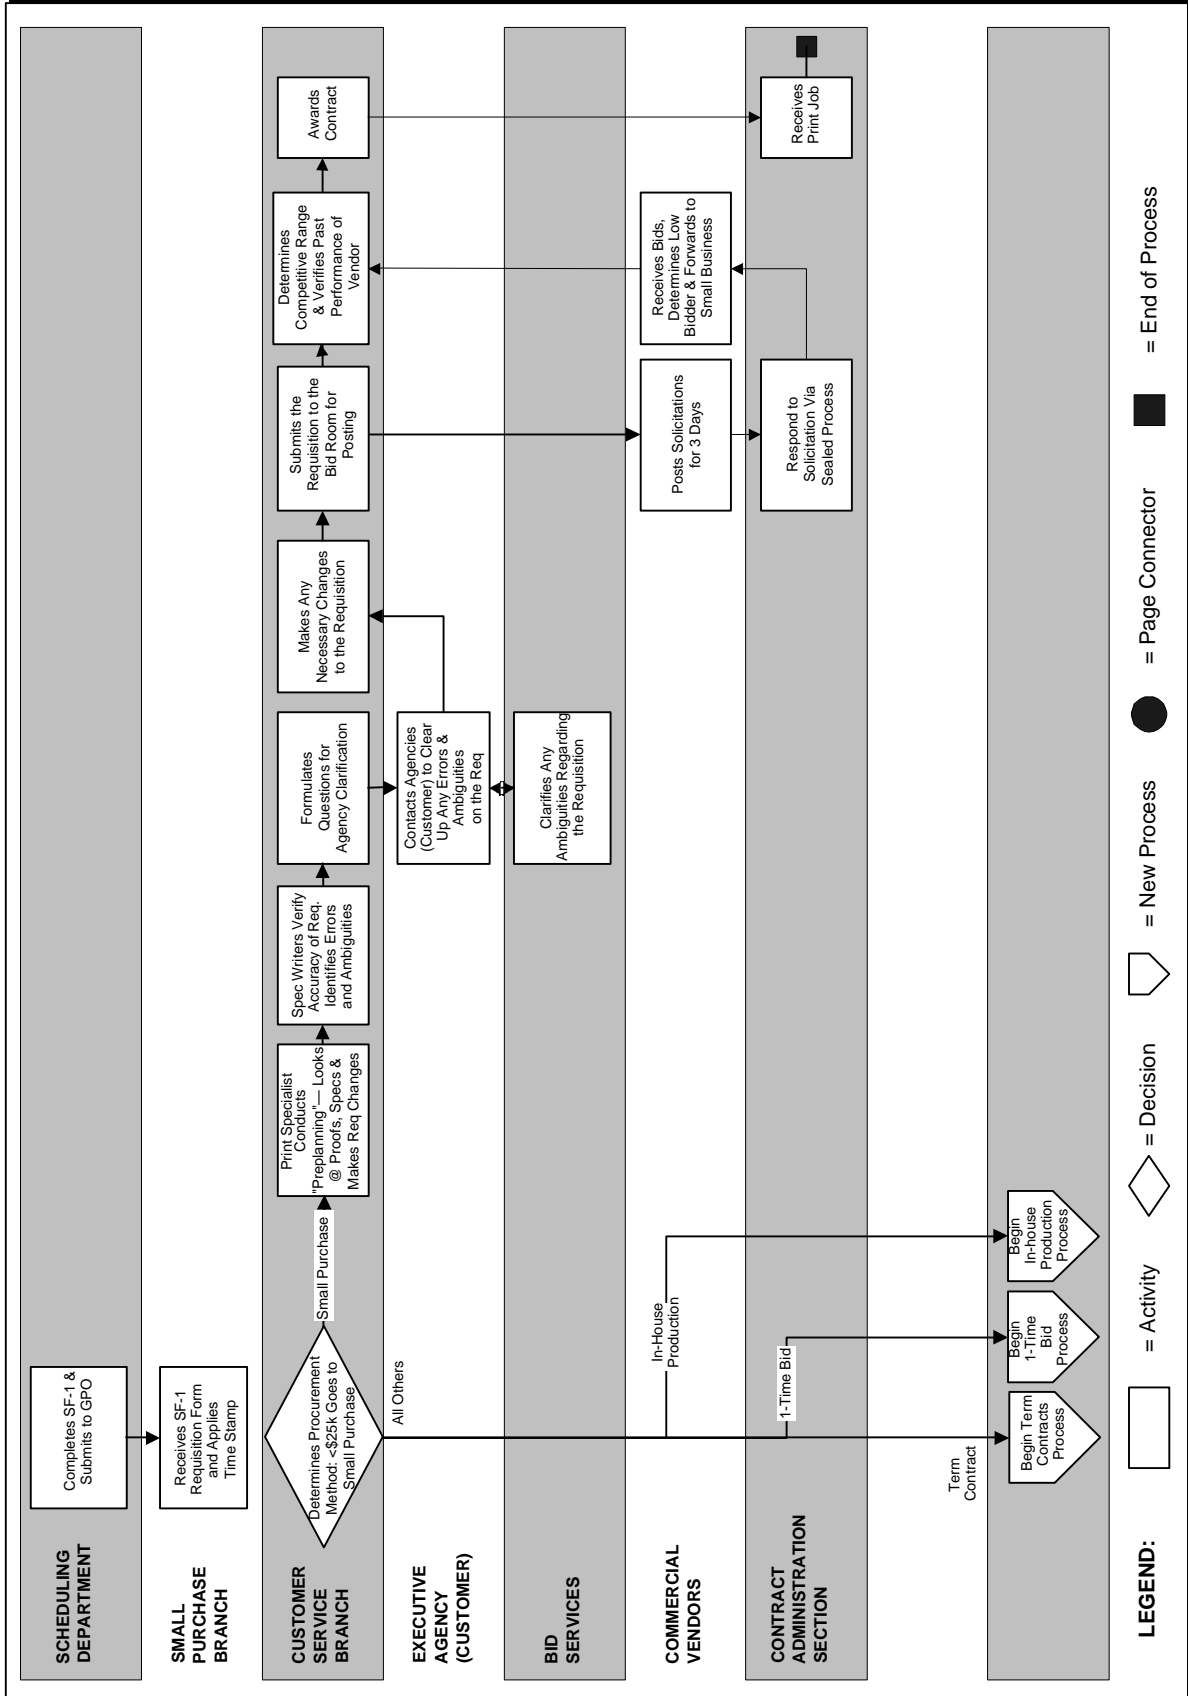 SCHEDULING
DEPARTMENT
Completes SF-1 &
Submits to GPO
SMALL
PURCHASE
BRANCH
Receives SF-1
Requisition Form
and Applies
Time Stamp
CUSTOMER
SERVICE
BRANCH
Determines Procurement
Method: <$25k Goes to
Small Purchase
Small Purchase
Print Specialist
Conducts
"Preplanning"— Looks
@ Proofs, Specs &
Makes Req Changes
Spec Writers Verify
Accuracy of Req.
Identifies Errors
and Ambiguities
Formulates
Questions for
Agency Clarification
Makes Any
Necessary Changes
to the Requisition
Submits the
Requisition to the
Bid Room for
Posting
Determines
Competitive Range
& Verifies Past
Performance of
Vendor
Awards
Contract
EXECUTIVE
AGENCY
(CUSTOMER)
All Others
Contacts Agencies
(Customer) to Clear
Up Any Errors &
Ambiguities
on the Req
BID
SERVICES
Clarifies Any
Ambiguities Regarding
the Requisition
COMMERCIAL
VENDORS
In-House
Production
Posts Solicitations
for 3 Days
Receives Bids,
Determines Low
Bidder & Forwards to
Small Business
CONTRACT
ADMINISTRATION
SECTION
1-Time Bid
Respond to
Solicitation Via
Sealed Process
Receives
Print Job
Term
Contract
Begin Term
Contracts
Process
Begin
1-Time
Bid
Process
Begin
In-house
Production
Process
LEGEND:
= Activity
= Decision
= New Process
= Page Connector
= End of Process